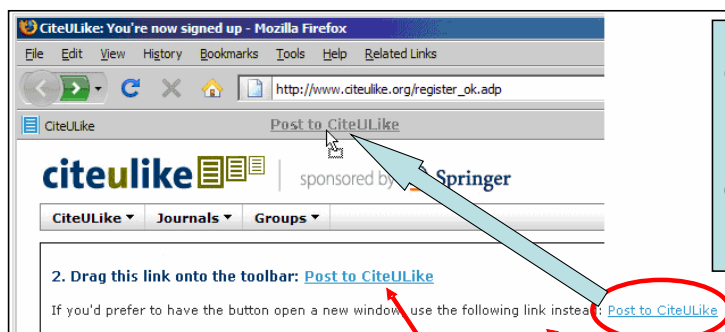 CiteULike: You're now signed up - Mozilla Firefox
File Edit View History Bookmarks Tools Help Related Links
http://www.citeulike.org/register_ok.adp
CiteULike Post to CiteULike
citeulike sponsored by Springer
CiteULike Journals Groups
2. Drag this link onto the toolbar: Post to CiteULike
If you'd prefer to have the button open a new window, use the following link instead: Post to CiteULike